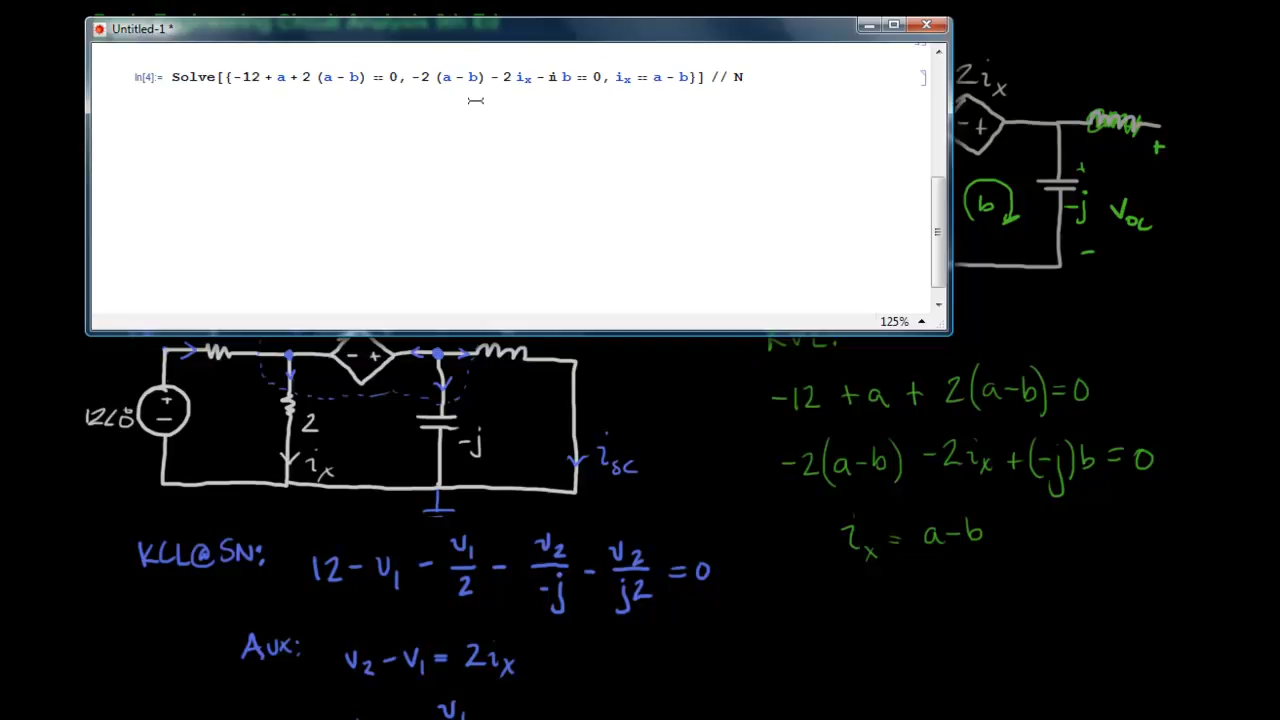 Untitled-1 *
In[4]:= Solve[{-12 + a + 2 (a - b) == 0, -2 (a - b) - 2 ix - ⅈ b == 0, ix == a - b}] // N
125%
2ix
- +
+
+
b
-j
Voc
-
- +
12∠0°
+
-
2
ix
-j
isc
KVL:
-12 + a + 2(a-b)=0
-2(a-b) -2ix+(-j)b = 0
ix = a-b
KCL@SN: 12 - v1 - v1/2 - v2/-j - v2/j2 = 0
Aux: v2 - v1 = 2ix
v1